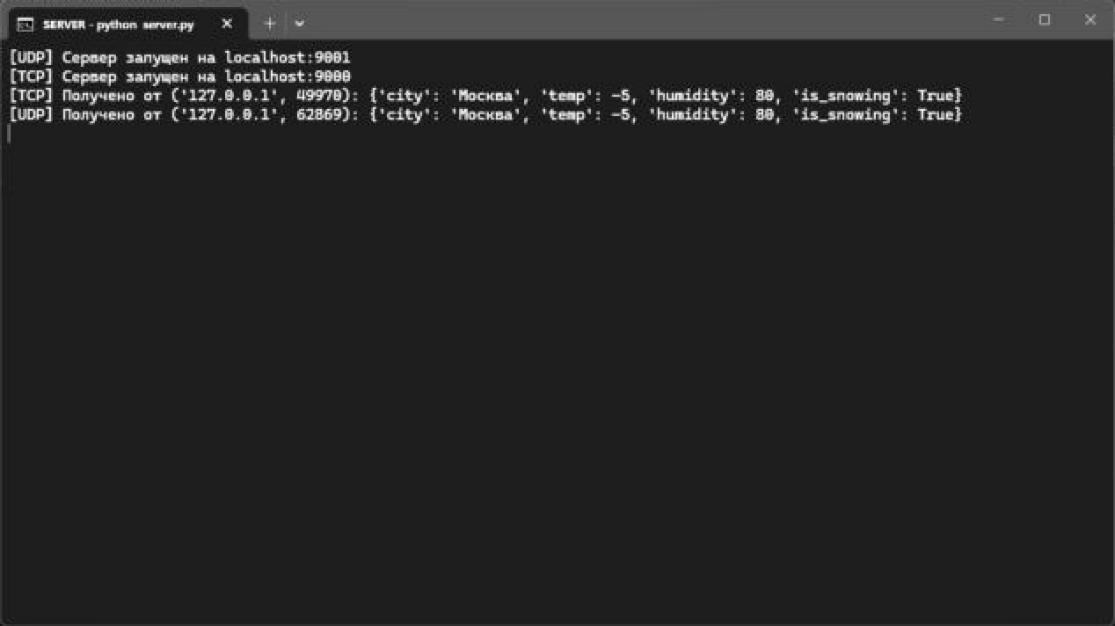 SERVER - python server.py
[UDP] Сервер запущен на localhost:9001
[TCP] Сервер запущен на localhost:9000
[TCP] Получено от ('127.0.0.1', 49970): {'city': 'Москва', 'temp': -5, 'humidity': 80, 'is_snowing': True}
[UDP] Получено от ('127.0.0.1', 62869): {'city': 'Москва', 'temp': -5, 'humidity': 80, 'is_snowing': True}